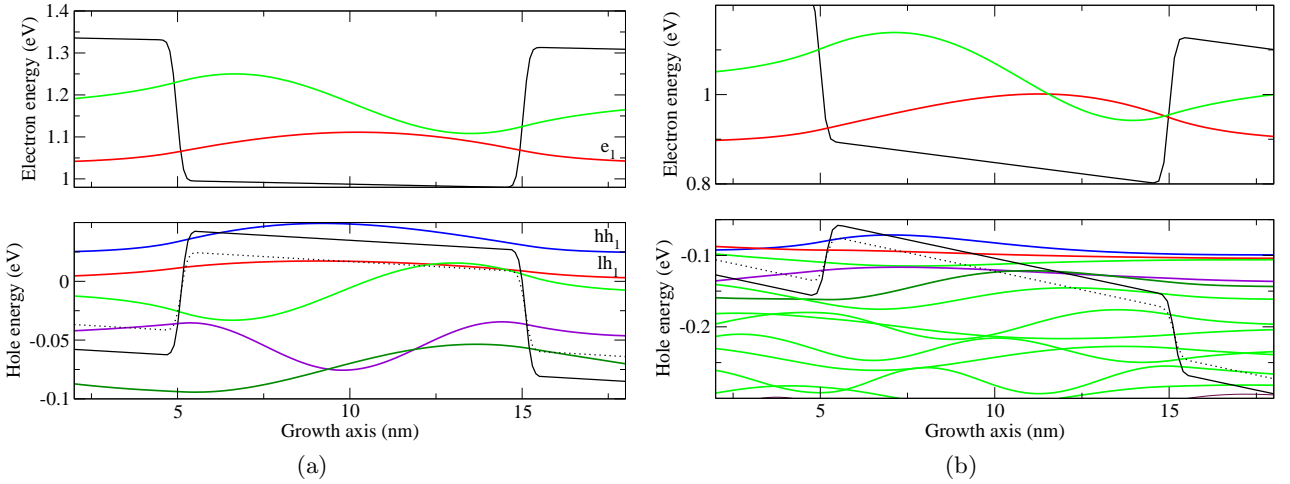 1.4
1.3
1.2
1.1
1
Electron energy (eV)
e1
0
-0.05
-0.1
Hole energy (eV)
hh1
lh1
5
10
15
Growth axis (nm)
(a)
1
0.8
Electron energy (eV)
-0.1
-0.2
Hole energy (eV)
5
10
15
Growth axis (nm)
(b)